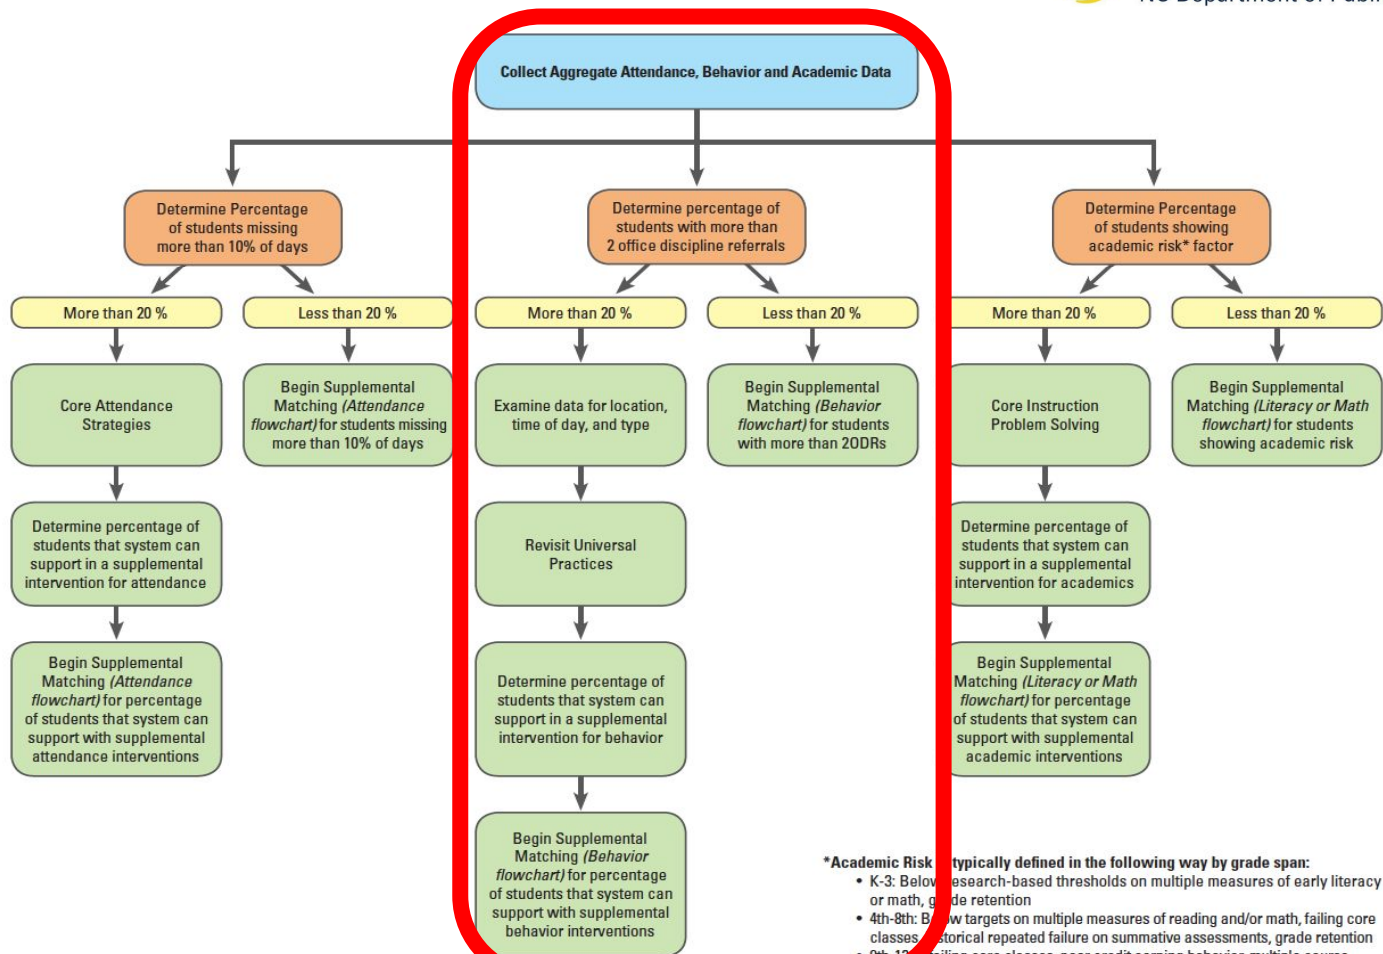 NC Department of Publi
Collect Aggregate Attendance, Behavior and Academic Data
Determine Percentage
of students missing
more than 10% of days
Determine percentage of
students with more than
2 office discipline referrals
Determine Percentage
of students showing
academic risk* factor
More than 20 %
Less than 20 %
More than 20 %
Less than 20 %
More than 20 %
Less than 20 %
Core Attendance
Strategies
Begin Supplemental
Matching (Attendance
flowchart) for students missing
more than 10% of days
Examine data for location,
time of day, and type
Begin Supplemental
Matching (Behavior
flowchart) for students
with more than 2ODRs
Core Instruction
Problem Solving
Begin Supplemental
Matching (Literacy or Math
flowchart) for students
showing academic risk
Determine percentage of
students that system can
support in a supplemental
intervention for attendance
Revisit Universal
Practices
Determine percentage of
students that system can
support in a supplemental
intervention for academics
Begin Supplemental
Matching (Attendance
flowchart) for percentage
of students that system can
support with supplemental
attendance interventions
Determine percentage of
students that system can
support in a supplemental
intervention for behavior
Begin Supplemental
Matching (Literacy or Math
flowchart) for percentage
of students that system can
support with supplemental
academic interventions
Begin Supplemental
Matching (Behavior
flowchart) for percentage
of students that system can
support with supplemental
behavior interventions
*Academic Risk typically defined in the following way by grade span:
• K-3: Below research-based thresholds on multiple measures of early literacy
or math, grade retention
• 4th-8th: Below targets on multiple measures of reading and/or math, failing core
classes, historical repeated failure on summative assessments, grade retention